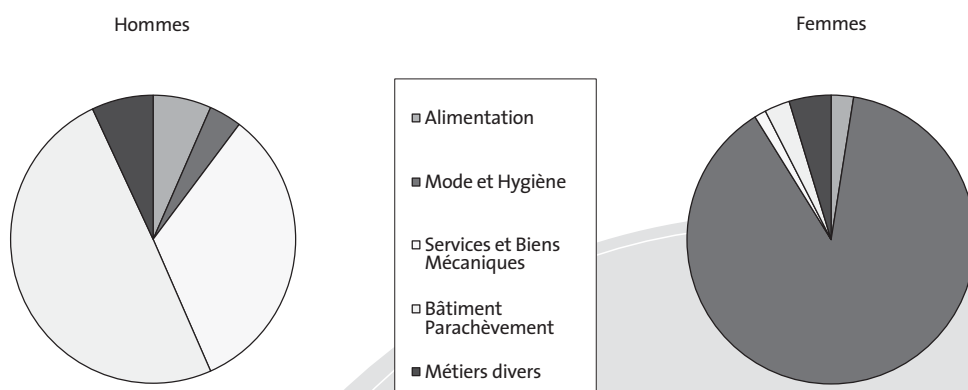 Hommes
Femmes
Alimentation
Mode et Hygiène
Services et Biens
Mécaniques
Bâtiment
Parachèvement
Métiers divers